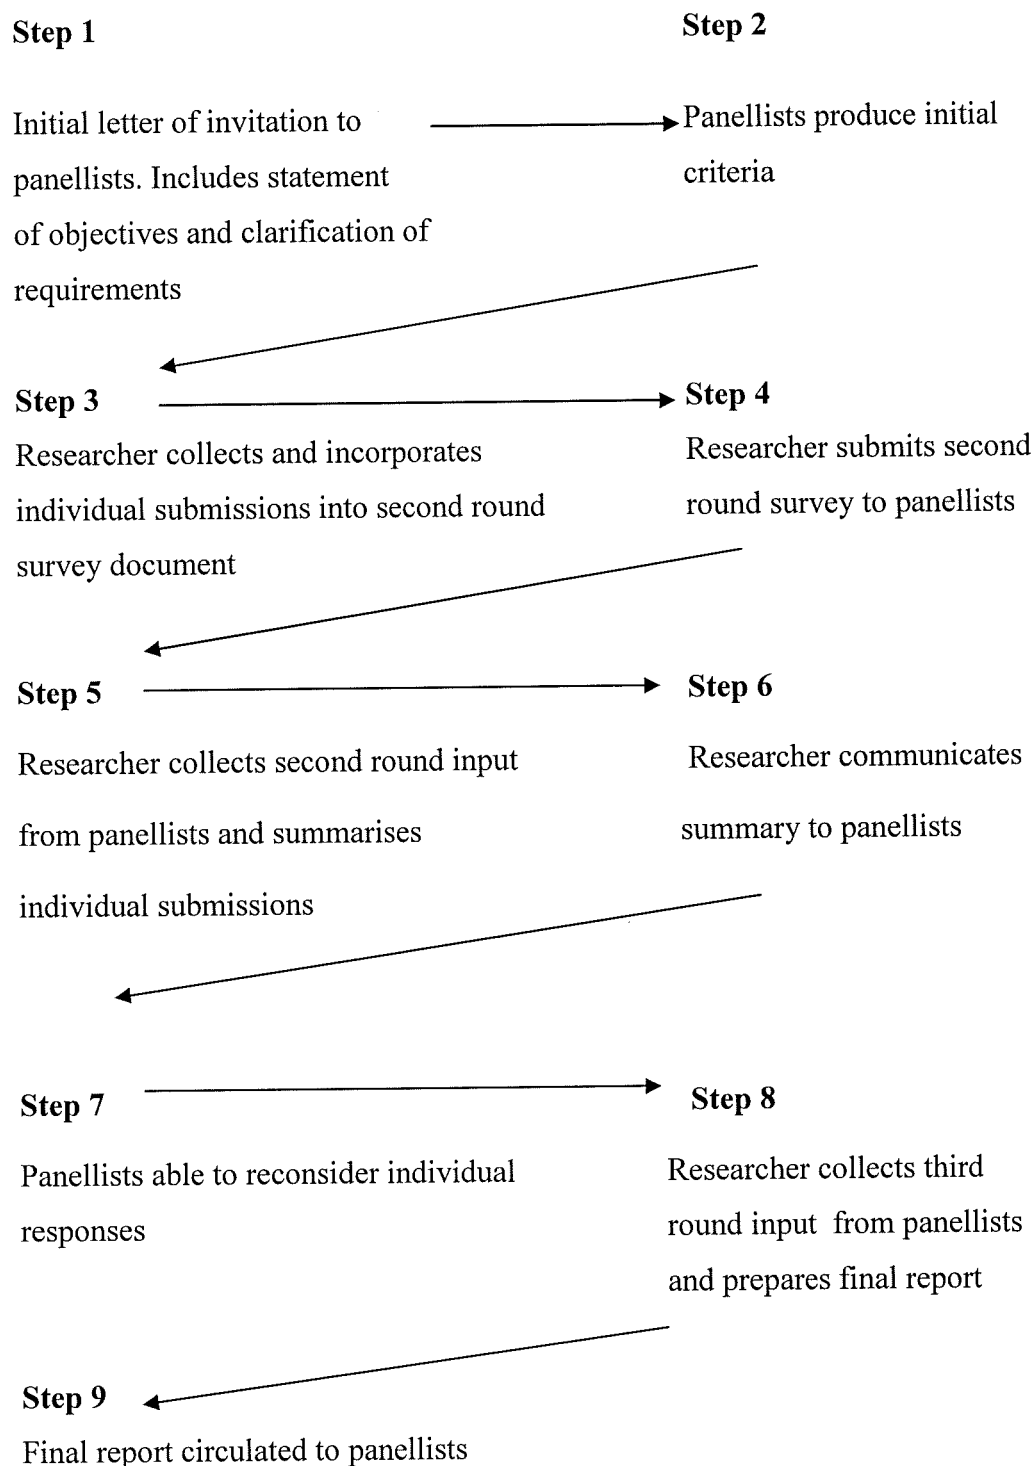 Step 1
Initial letter of invitation to
panellists. Includes statement
of objectives and clarification of
requirements
Step 2
Panellists produce initial
criteria
Step 3
Researcher collects and incorporates
individual submissions into second round
survey document
Step 4
Researcher submits second
round survey to panellists
Step 5
Researcher collects second round input
from panellists and summarises
individual submissions
Step 6
Researcher communicates
summary to panellists
Step 7
Panellists able to reconsider individual
responses
Step 8
Researcher collects third
round input from panellists
and prepares final report
Step 9
Final report circulated to panellists